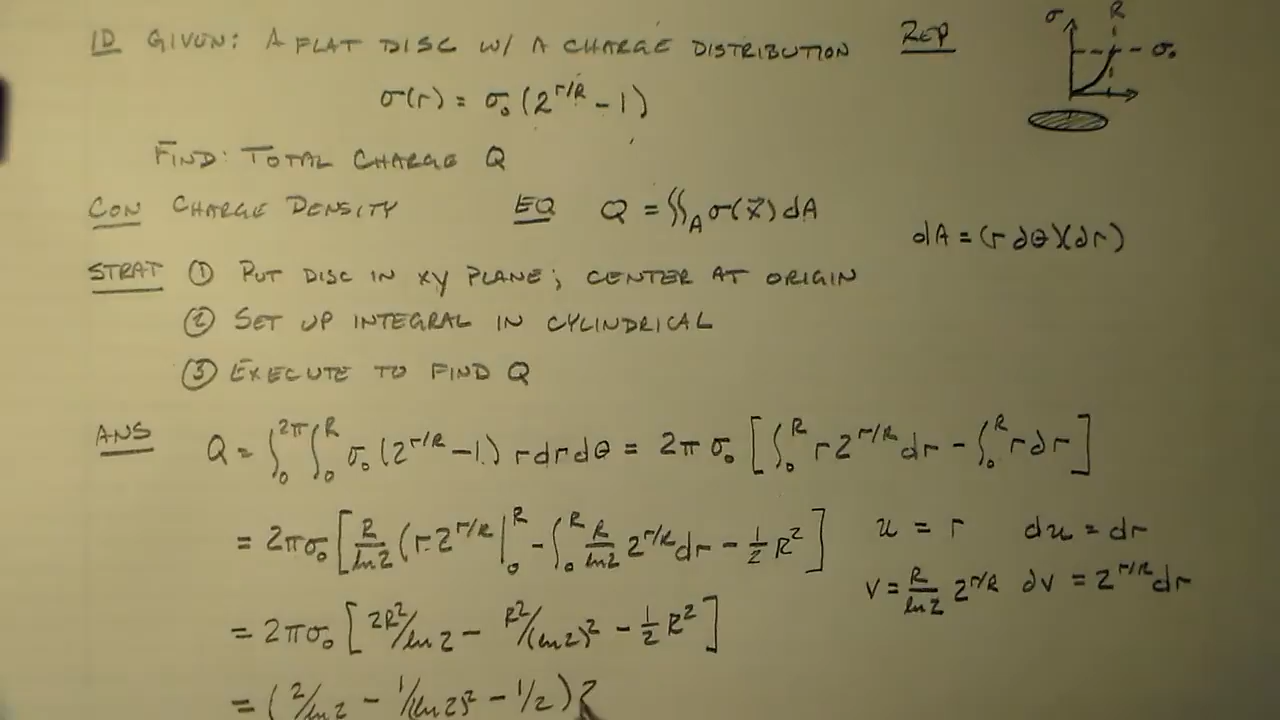 ID GIVEN: A FLAT DISC W/ A CHARGE DISTRIBUTION
σ(r) = σ₀(2^{r/R} - 1)
FIND: TOTAL CHARGE Q
REP
σ R
σ₀
CON CHARGE DENSITY EQ Q = ∬_A σ(x⃗) dA
dA = (r dθ)(dr)
STRAT ① PUT DISC IN XY PLANE; CENTER AT ORIGIN
② SET UP INTEGRAL IN CYLINDRICAL
③ EXECUTE TO FIND Q
ANS Q = ∫₀^{2π} ∫₀^R σ₀(2^{r/R} - 1) r dr dθ = 2π σ₀ [∫₀^R r 2^{r/R} dr - ∫₀^R r dr]
= 2πσ₀ [R/ln2 (r·2^{r/R}|₀^R - ∫₀^R R/ln2 2^{r/R} dr - 1/2 R²]
u = r du = dr
v = R/ln2 2^{r/R} dv = 2^{r/R} dr
= 2πσ₀ [2R²/ln2 - R²/(ln2)² - 1/2 R²]
= (2/ln2 - 1/(ln2)² - 1/2)